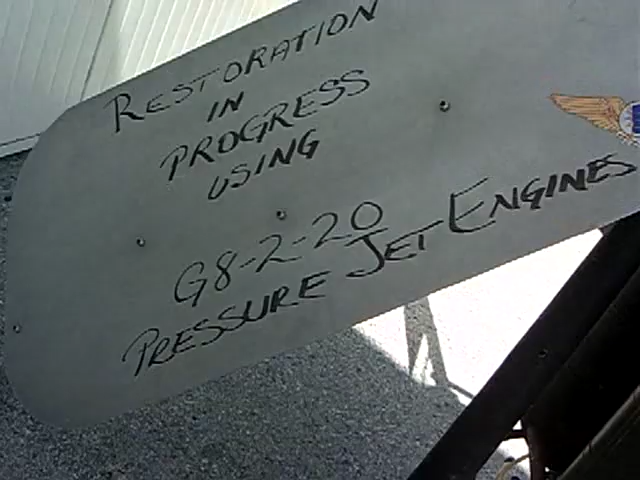 RESTORATION
IN
PROGRESS
USING
G8-2-20
PRESSURE JET ENGINES